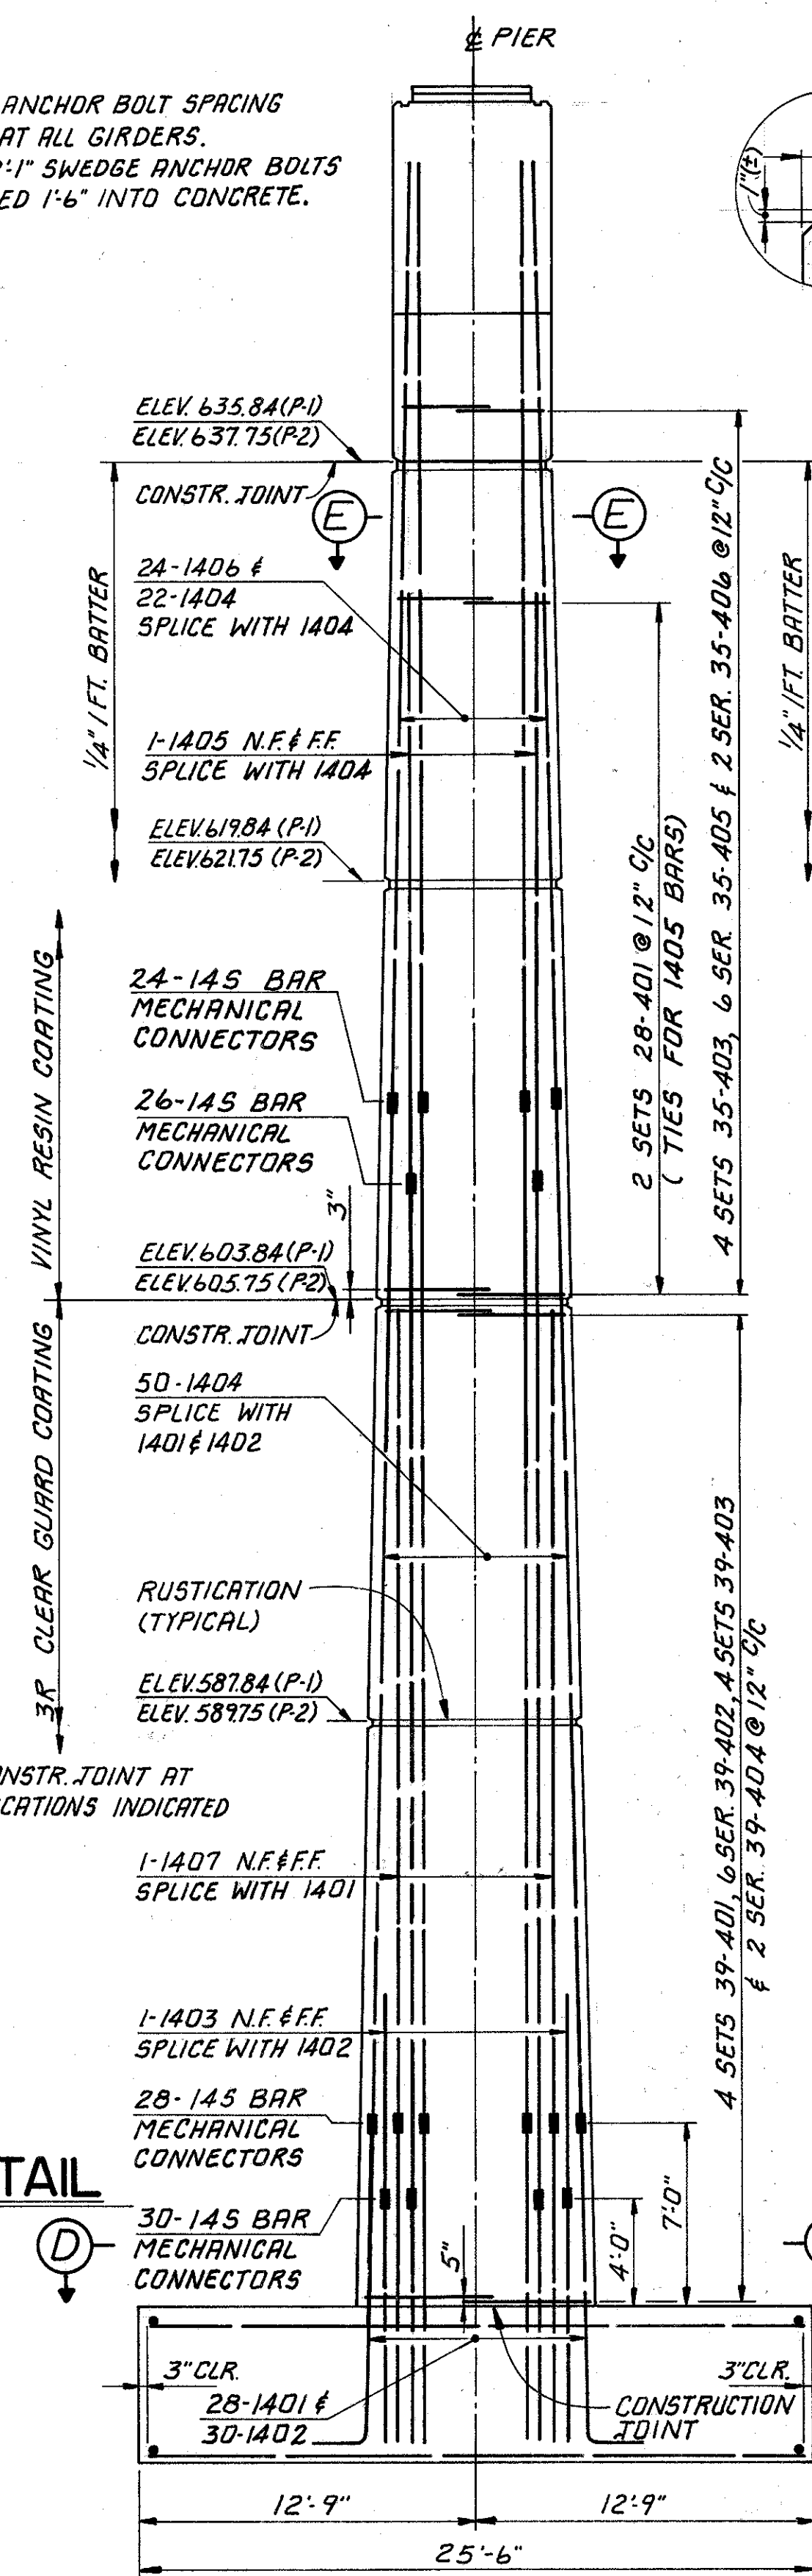 ℄ PIER
ANCHOR BOLT SPACING
AT ALL GIRDERS.
SWEDGE ANCHOR BOLTS
1'-6" INTO CONCRETE.
1"(±)
ELEV. 635.84 (P-1)
ELEV. 637.75 (P-2)
CONSTR. JOINT
E
E
24-1406 &
22-1404
SPLICE WITH 1404
1/4" / FT. BATTER
1/4" / FT. BATTER
1-1405 N.F. & F.F.
SPLICE WITH 1404
ELEV. 619.84 (P-1)
ELEV. 621.75 (P-2)
2 SETS 28-401 @ 12" C/C
( TIES FOR 1405 BARS)
4 SETS 35-403, 6 SER. 35-405 & 2 SER. 35-406 @ 12" C/C
VINYL RESIN COATING
24-14S BAR
MECHANICAL
CONNECTORS
26-14S BAR
MECHANICAL
CONNECTORS
3"
ELEV. 603.84 (P-1)
ELEV. 605.75 (P-2)
CONSTR. JOINT
3R CLEAR GUARD COATING
50-1404
SPLICE WITH
1401 & 1402
RUSTICATION
(TYPICAL)
ELEV. 587.84 (P-1)
ELEV. 589.75 (P-2)
JOINT AT
INDICATED
4 SETS 39-401, 6 SER. 39-402, 4 SETS 39-403
& 2 SER. 39-404 @ 12" C/C
1-1407 N.F. & F.F.
SPLICE WITH 1401
1-1403 N.F. & F.F.
SPLICE WITH 1402
28-14S BAR
MECHANICAL
CONNECTORS
TAIL
30-14S BAR
MECHANICAL
CONNECTORS
D
5"
4'-0"
7'-0"
3" CLR.
3" CLR.
28-1401 &
30-1402
CONSTRUCTION
JOINT
12'-9"
12'-9"
25'-6"